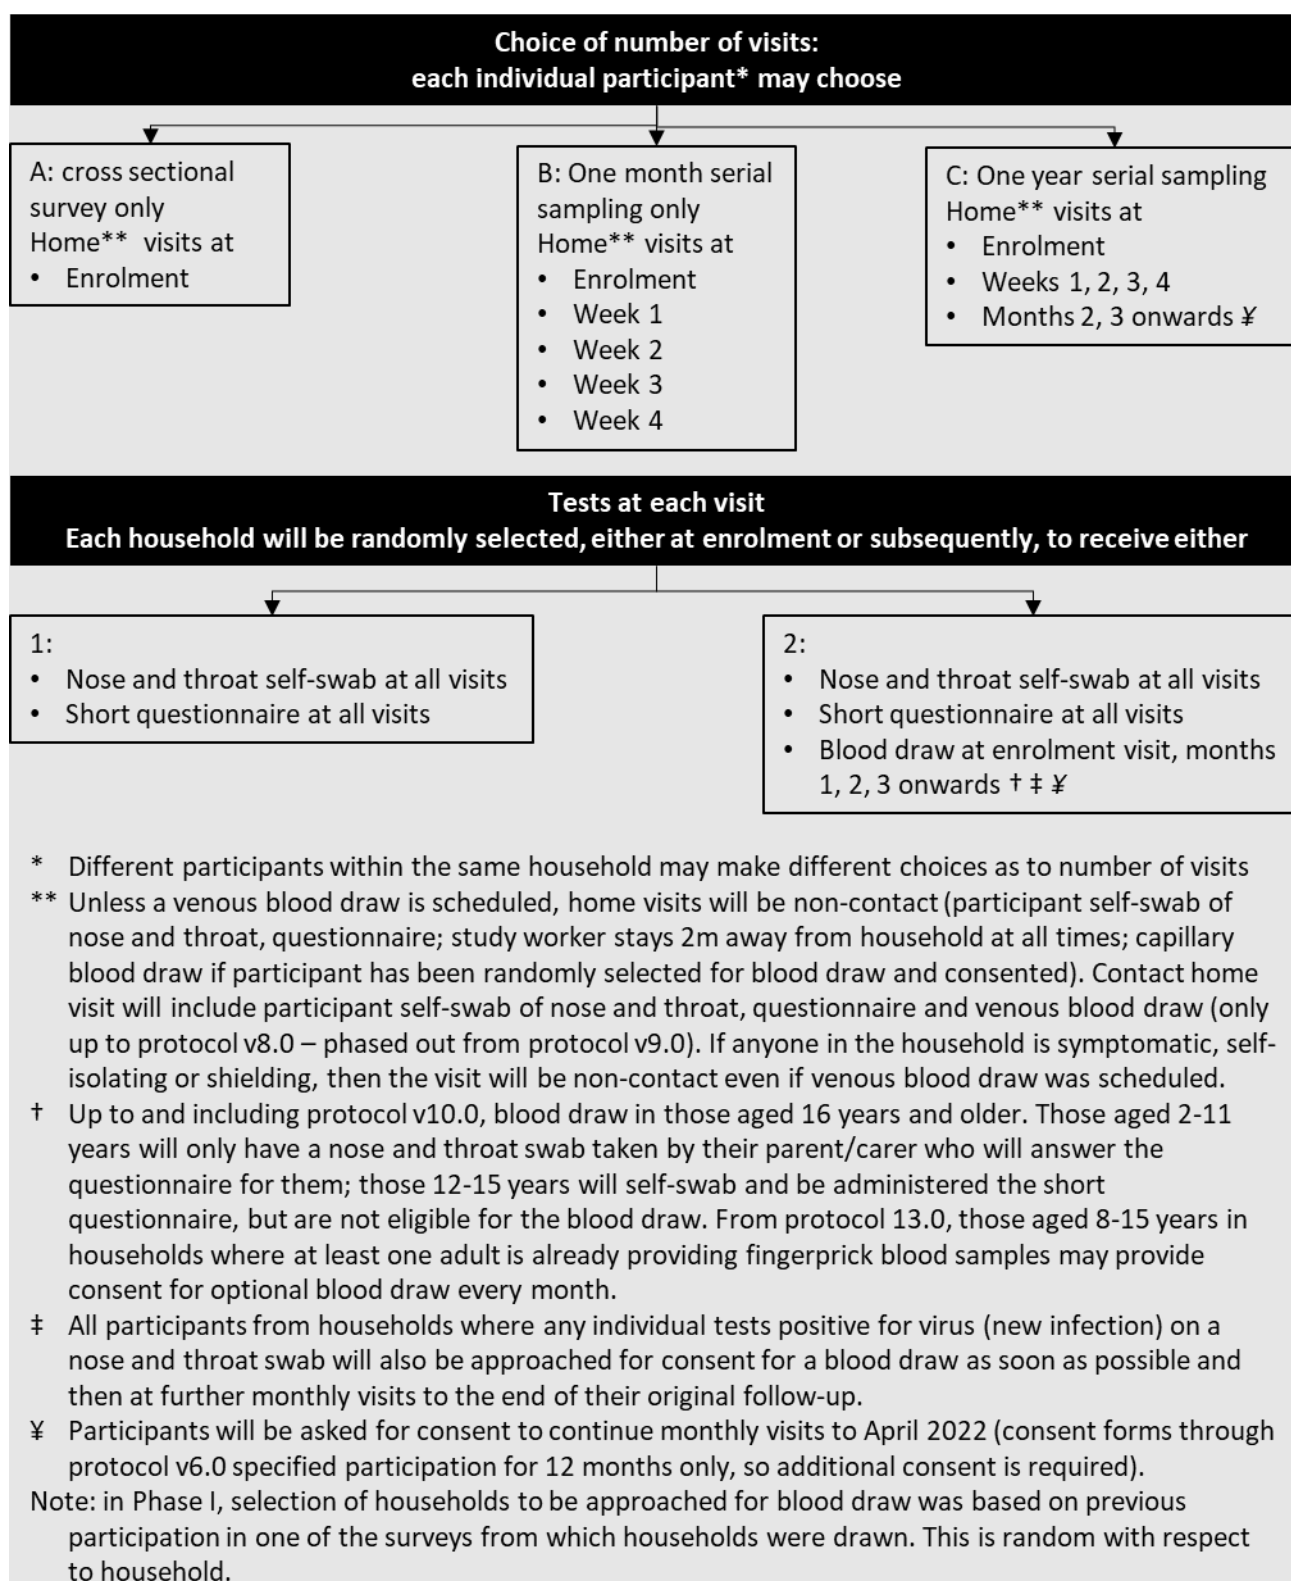 Choice of number of visits:
each individual participant* may choose
A: cross sectional
survey only
Home** visits at
• Enrolment
B: One month serial
sampling only
Home** visits at
• Enrolment
• Week 1
• Week 2
• Week 3
• Week 4
C: One year serial sampling
Home** visits at
• Enrolment
• Weeks 1, 2, 3, 4
• Months 2, 3 onwards ¥
Tests at each visit
Each household will be randomly selected, either at enrolment or subsequently, to receive either
1:
• Nose and throat self-swab at all visits
• Short questionnaire at all visits
2:
• Nose and throat self-swab at all visits
• Short questionnaire at all visits
• Blood draw at enrolment visit, months
1, 2, 3 onwards † ‡ ¥
* Different participants within the same household may make different choices as to number of visits
** Unless a venous blood draw is scheduled, home visits will be non-contact (participant self-swab of
nose and throat, questionnaire; study worker stays 2m away from household at all times; capillary
blood draw if participant has been randomly selected for blood draw and consented). Contact home
visit will include participant self-swab of nose and throat, questionnaire and venous blood draw (only
up to protocol v8.0 – phased out from protocol v9.0). If anyone in the household is symptomatic, self-
isolating or shielding, then the visit will be non-contact even if venous blood draw was scheduled.
† Up to and including protocol v10.0, blood draw in those aged 16 years and older. Those aged 2-11
years will only have a nose and throat swab taken by their parent/carer who will answer the
questionnaire for them; those 12-15 years will self-swab and be administered the short
questionnaire, but are not eligible for the blood draw. From protocol 13.0, those aged 8-15 years in
households where at least one adult is already providing fingerprick blood samples may provide
consent for optional blood draw every month.
‡ All participants from households where any individual tests positive for virus (new infection) on a
nose and throat swab will also be approached for consent for a blood draw as soon as possible and
then at further monthly visits to the end of their original follow-up.
¥ Participants will be asked for consent to continue monthly visits to April 2022 (consent forms through
protocol v6.0 specified participation for 12 months only, so additional consent is required).
Note: in Phase I, selection of households to be approached for blood draw was based on previous
participation in one of the surveys from which households were drawn. This is random with respect
to household.